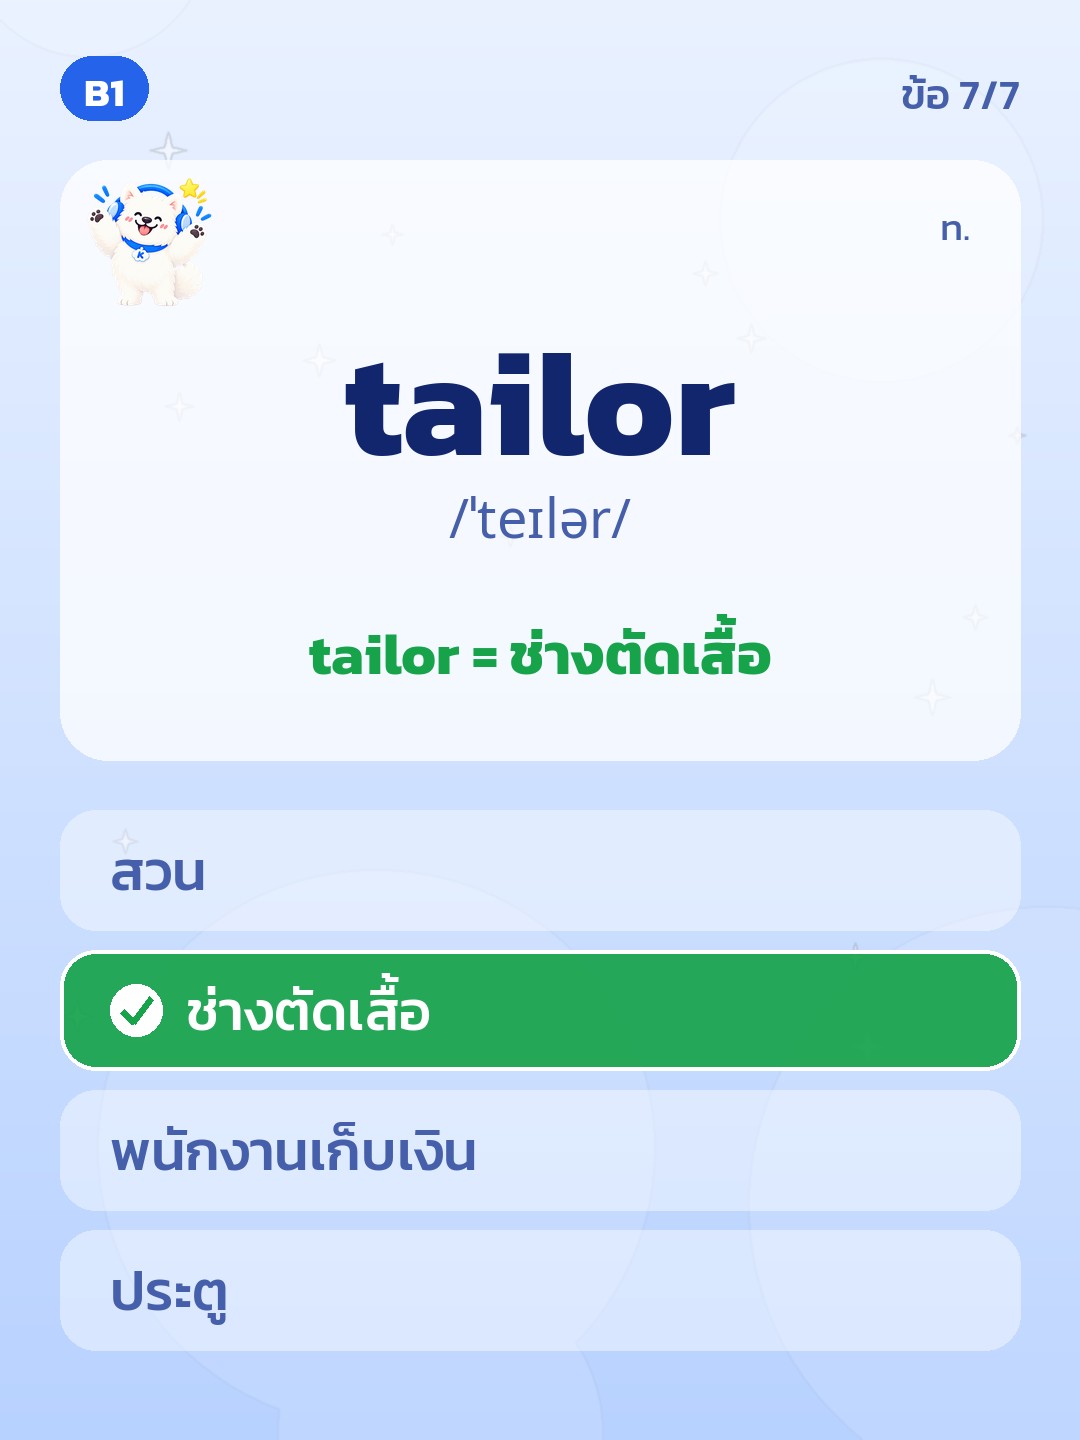 B1
ข้อ 7/7
n.
tailor
/ˈteɪlər/
tailor = ช่างตัดเสื้อ
สวน
ช่างตัดเสื้อ
พนักงานเก็บเงิน
ประตู